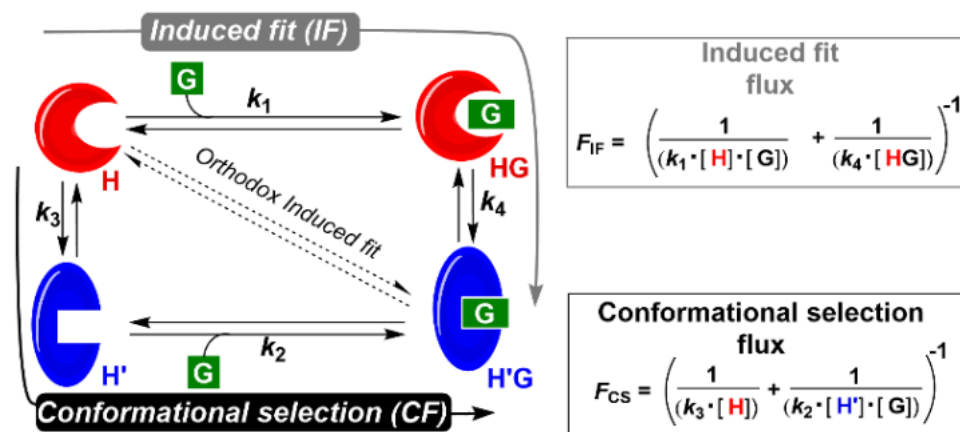 Induced fit (IF)
G
k1
G
H
HG
Orthodox Induced fit
k3
k4
G
H'
G
k2
H'G
Conformational selection (CF)
Induced fit
flux
FIF = (1/(k1·[H]·[G]) + 1/(k4·[HG]))-1
Conformational selection
flux
FCS = (1/(k3·[H]) + 1/(k2·[H']·[G]))-1